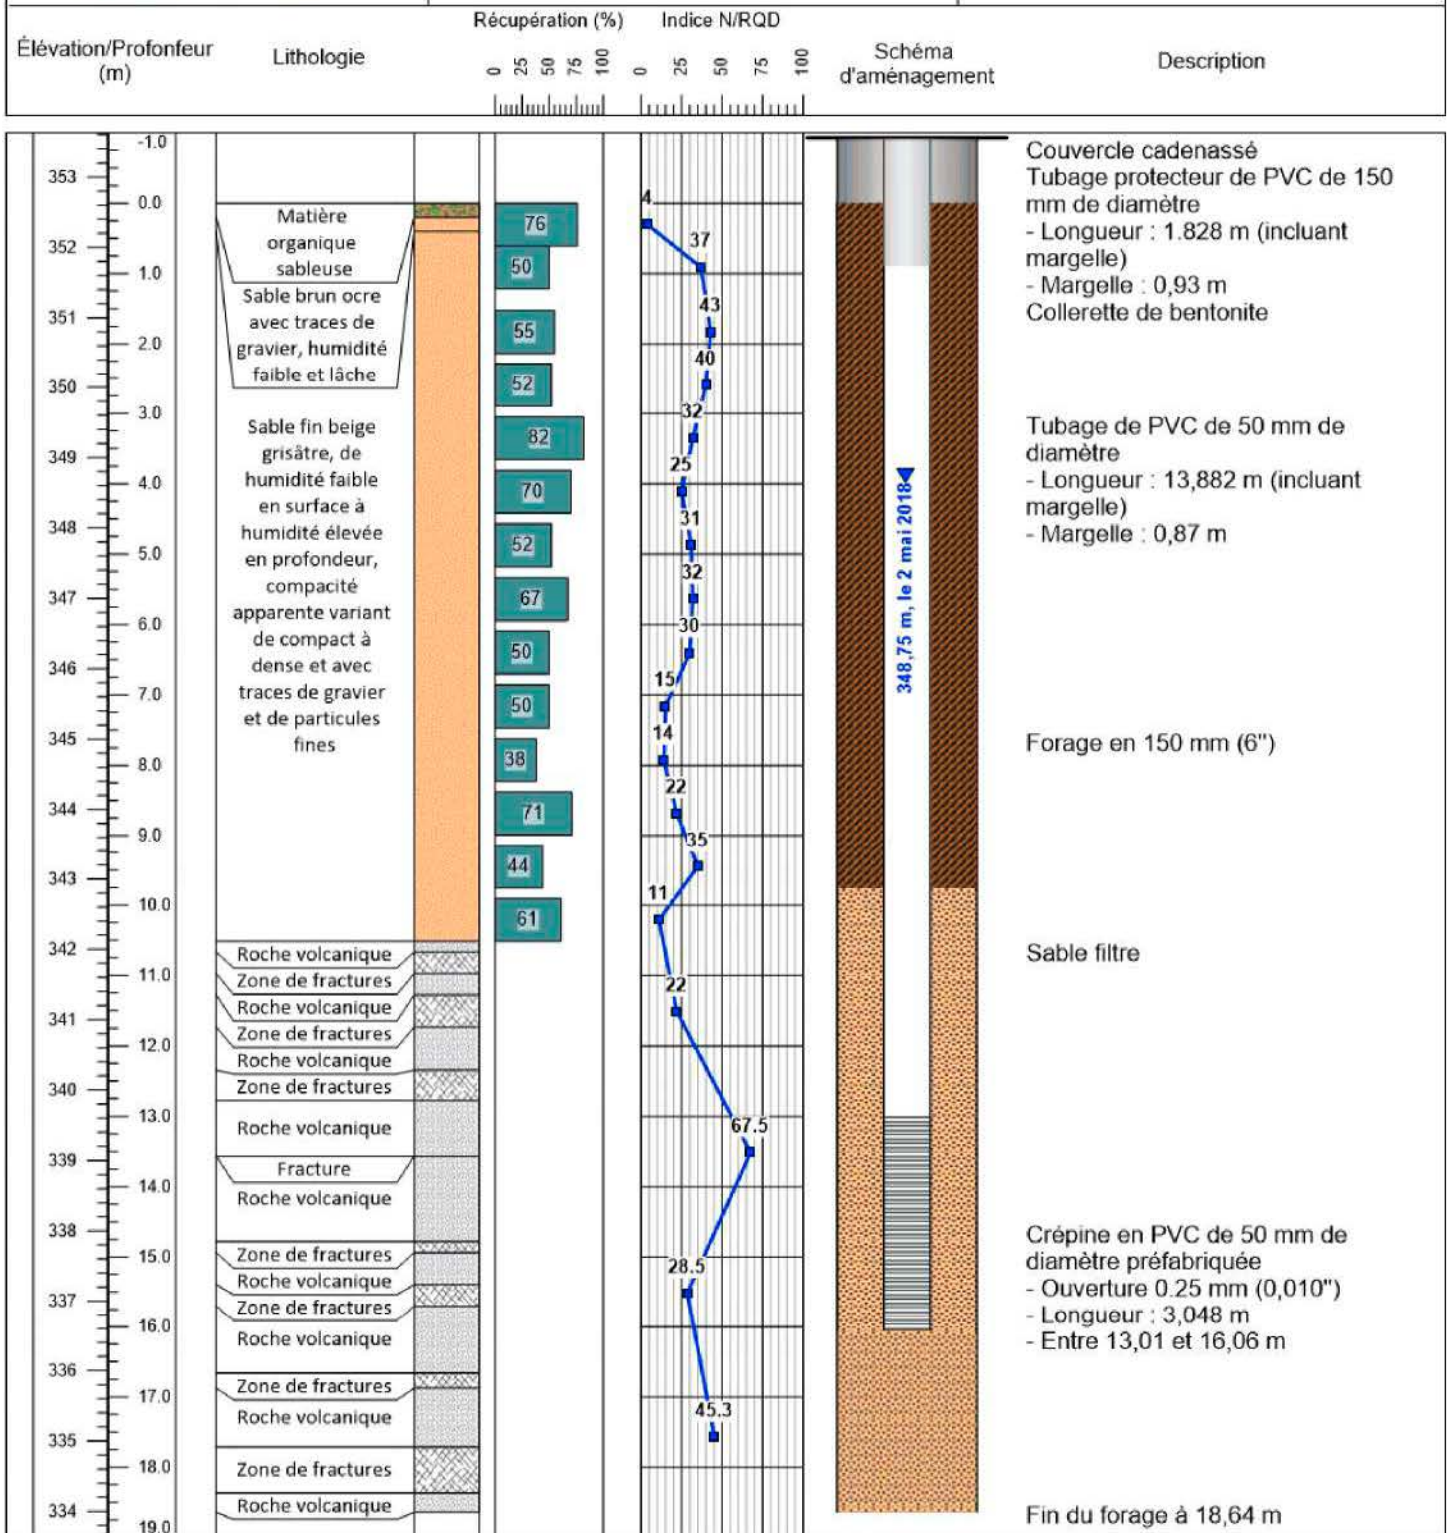 Récupération (%)
Indice N/RQD
Élévation/Profonfeur
(m)
Lithologie
0 25 50 75 100
0 25 50 75 100
Schéma
d'aménagement
Description
353
352
351
350
349
348
347
346
345
344
343
342
341
340
339
338
337
336
335
334
-1.0
0.0
1.0
2.0
3.0
4.0
5.0
6.0
7.0
8.0
9.0
10.0
11.0
12.0
13.0
14.0
15.0
16.0
17.0
18.0
19.0
Matière
organique
sableuse
Sable brun ocre
avec traces de
gravier, humidité
faible et lâche
Sable fin beige
grisâtre, de
humidité faible
en surface à
humidité élevée
en profondeur,
compacité
apparente variant
de compact à
dense et avec
traces de gravier
et de particules
fines
Roche volcanique
Zone de fractures
Roche volcanique
Zone de fractures
Roche volcanique
Zone de fractures
Roche volcanique
Fracture
Roche volcanique
Zone de fractures
Roche volcanique
Zone de fractures
Roche volcanique
Zone de fractures
Roche volcanique
Zone de fractures
Roche volcanique
76
50
55
52
82
70
52
67
50
50
38
71
44
61
4
37
43
40
32
25
31
32
30
15
14
22
35
11
22
67.5
28.5
45.3
348,75 m, le 2 mai 2018
Couvercle cadenassé
Tubage protecteur de PVC de 150
mm de diamètre
- Longueur : 1.828 m (incluant
margelle)
- Margelle : 0,93 m
Collerette de bentonite
Tubage de PVC de 50 mm de
diamètre
- Longueur : 13,882 m (incluant
margelle)
- Margelle : 0,87 m
Forage en 150 mm (6")
Sable filtre
Crépine en PVC de 50 mm de
diamètre préfabriquée
- Ouverture 0.25 mm (0,010")
- Longueur : 3,048 m
- Entre 13,01 et 16,06 m
Fin du forage à 18,64 m